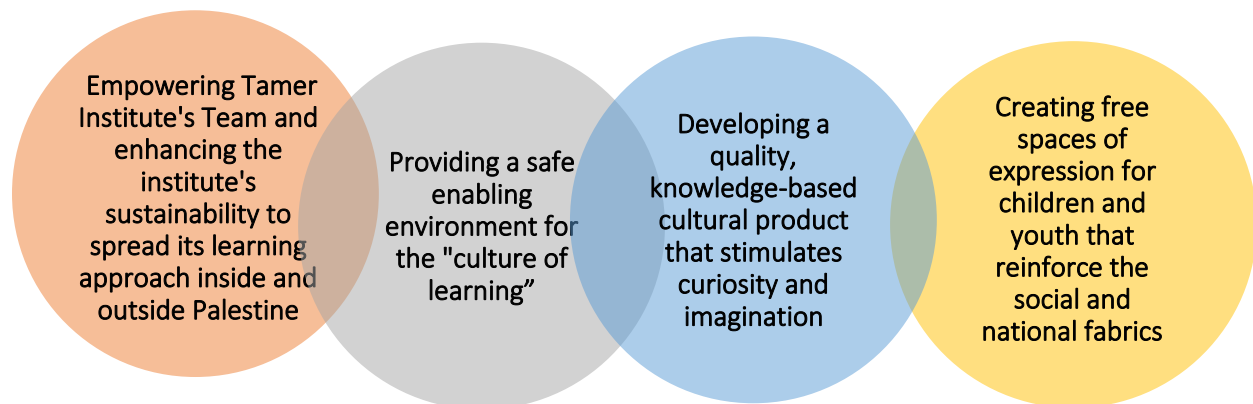 Empowering Tamer
Institute's Team and
enhancing the
institute's
sustainability to
spread its learning
approach inside and
outside Palestine
Providing a safe
enabling
environment for
the "culture of
learning”
Developing a
quality,
knowledge-based
cultural product
that stimulates
curiosity and
imagination
Creating free
spaces of
expression for
children and
youth that
reinforce the
social and
national fabrics